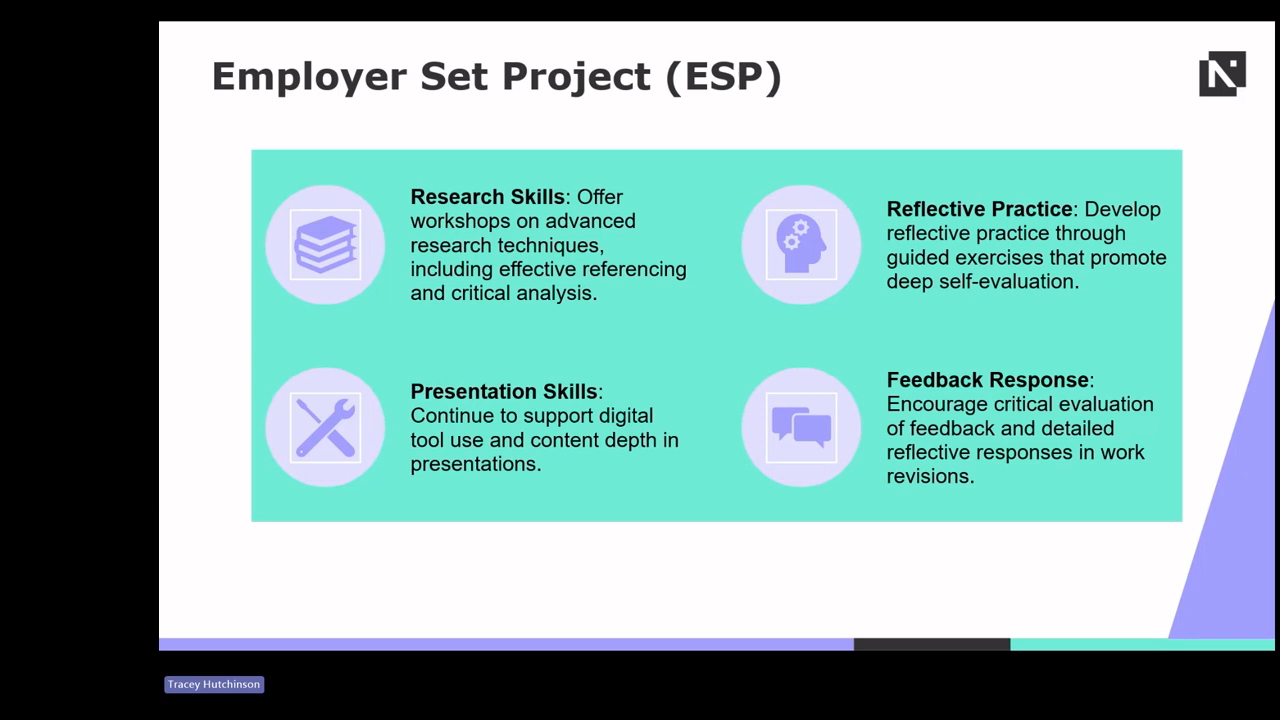 Employer Set Project (ESP)
Research Skills: Offer
workshops on advanced
research techniques,
including effective referencing
and critical analysis.
Reflective Practice: Develop
reflective practice through
guided exercises that promote
deep self-evaluation.
Presentation Skills:
Continue to support digital
tool use and content depth in
presentations.
Feedback Response:
Encourage critical evaluation
of feedback and detailed
reflective responses in work
revisions.
Tracey Hutchinson